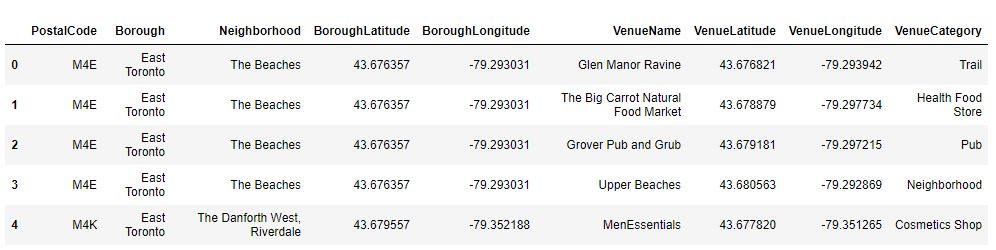 PostalCode Borough Neighborhood BoroughLatitude BoroughLongitude VenueName VenueLatitude VenueLongitude VenueCategory
0 M4E East Toronto The Beaches 43.676357 -79.293031 Glen Manor Ravine 43.676821 -79.293942 Trail
1 M4E East Toronto The Beaches 43.676357 -79.293031 The Big Carrot Natural Food Market 43.678879 -79.297734 Health Food Store
2 M4E East Toronto The Beaches 43.676357 -79.293031 Grover Pub and Grub 43.679181 -79.297215 Pub
3 M4E East Toronto The Beaches 43.676357 -79.293031 Upper Beaches 43.680563 -79.292869 Neighborhood
4 M4K East Toronto The Danforth West, Riverdale 43.679557 -79.352188 MenEssentials 43.677820 -79.351265 Cosmetics Shop